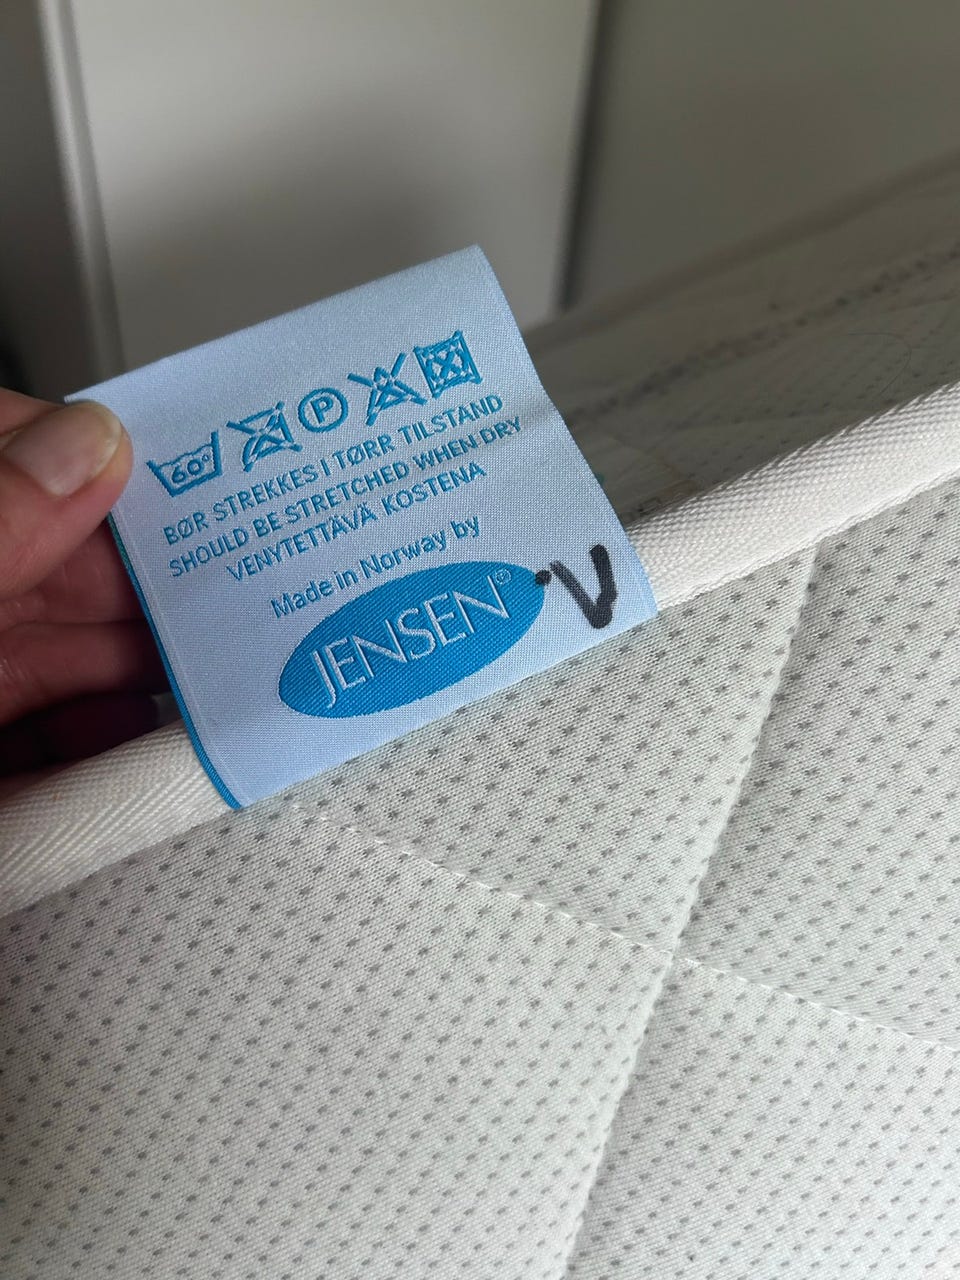 60° P
BØR STREKKES I TØRR TILSTAND
SHOULD BE STRETCHED WHEN DRY
VENYTETTÄVÄ KOSTENA
Made in Norway by
JENSEN® V